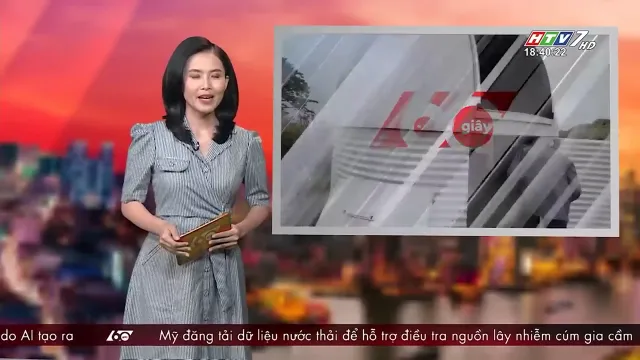 HTV7 HD
18:40:22
60 giây
do AI tạo ra 60 Mỹ đăng tải dữ liệu nước thải để hỗ trợ điều tra nguồn lây nhiễm cúm gia cầm